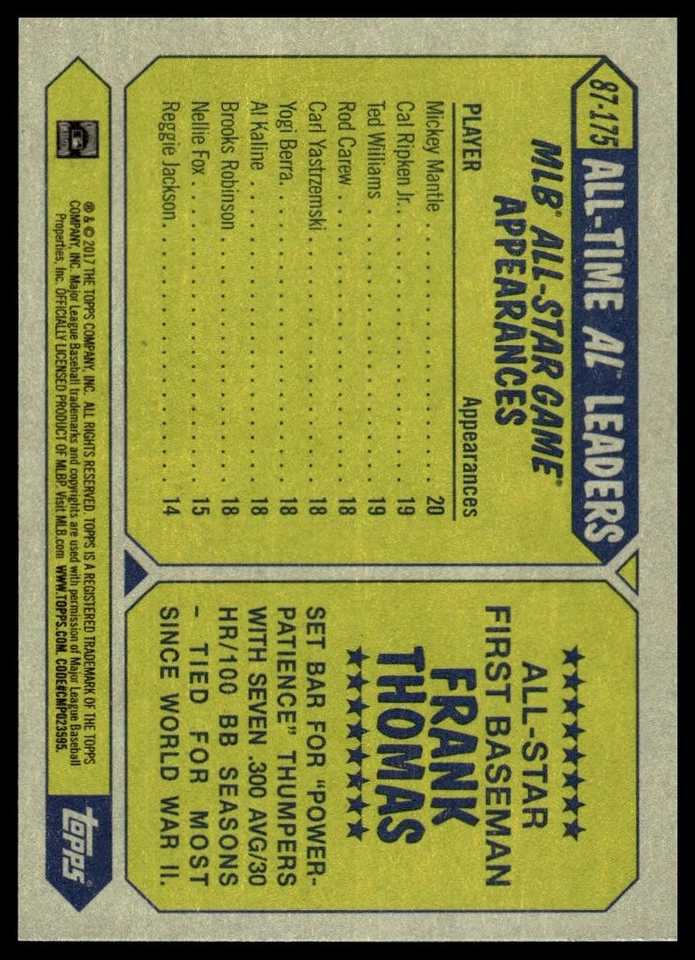 87-175
ALL-TIME AL™ LEADERS
MLB® ALL-STAR GAME®
APPEARANCES
PLAYER Appearances
Mickey Mantle . . . . . . . . . . . . . . . . . . . . 20
Cal Ripken Jr. . . . . . . . . . . . . . . . . . . . . 19
Ted Williams . . . . . . . . . . . . . . . . . . . . 19
Rod Carew . . . . . . . . . . . . . . . . . . . . 18
Carl Yastrzemski . . . . . . . . . . . . . . . . . . . . 18
Yogi Berra . . . . . . . . . . . . . . . . . . . . 18
Al Kaline . . . . . . . . . . . . . . . . . . . . 18
Brooks Robinson . . . . . . . . . . . . . . . . . . . . 18
Nellie Fox . . . . . . . . . . . . . . . . . . . . 15
Reggie Jackson . . . . . . . . . . . . . . . . . . . . 14
ALL-STAR
FIRST BASEMAN
FRANK
THOMAS
SET BAR FOR "POWER-
PATIENCE" THUMPERS
WITH SEVEN .300 AVG/30
HR/100 BB SEASONS
- TIED FOR MOST
SINCE WORLD WAR II.
® & © 2017 THE TOPPS COMPANY, INC. ALL RIGHTS RESERVED. TOPPS IS A REGISTERED TRADEMARK OF THE TOPPS
COMPANY, INC. Major League Baseball trademarks and copyrights are used with permission of Major League Baseball
Properties, Inc. OFFICIALLY LICENSED PRODUCT OF MLBP. Visit MLB.com WWW.TOPPS.COM. CODE#CMP023595.
topps®